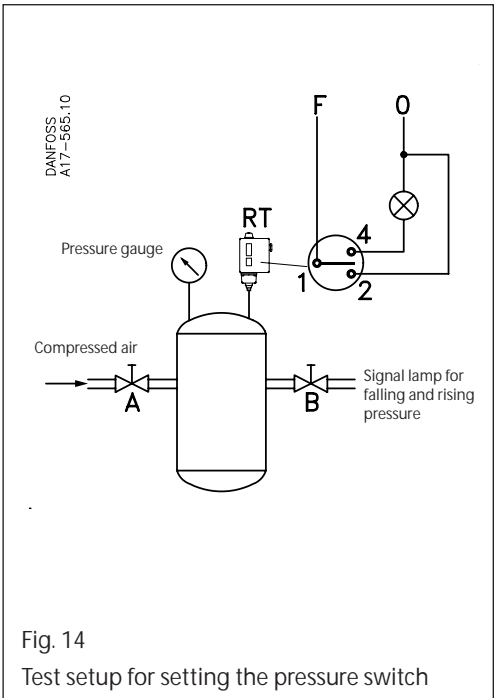 DANFOSS
A17-565.10
F
0
RT
4
1
2
Pressure gauge
Compressed air
A
B
Signal lamp for
falling and rising
pressure
Fig. 14
Test setup for setting the pressure switch